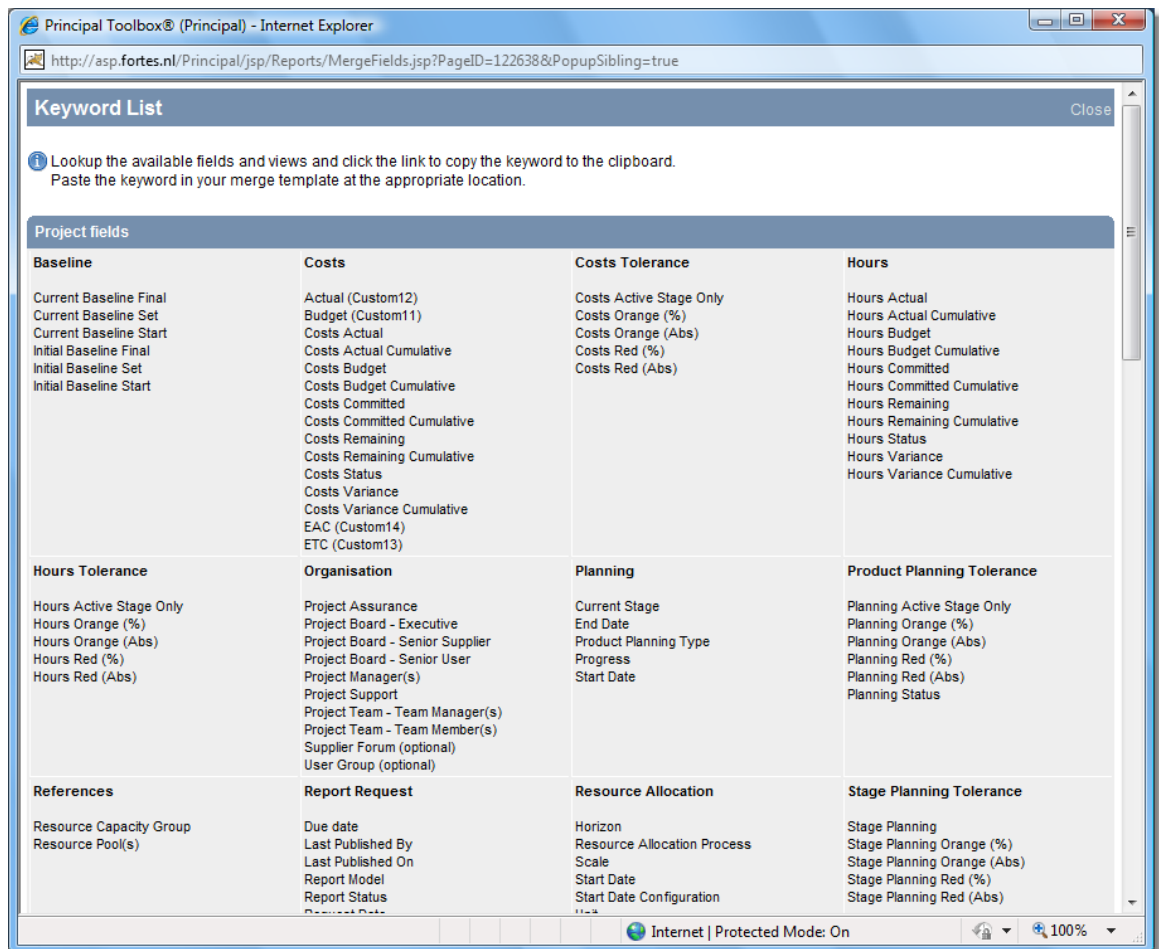 Principal Toolbox® (Principal) - Internet Explorer
http://asp.fortes.nl/Principal/jsp/Reports/MergeFields.jsp?PageID=122638&PopupSibling=true
Keyword List
Close
Lookup the available fields and views and click the link to copy the keyword to the clipboard.
Paste the keyword in your merge template at the appropriate location.
Project fields
Baseline
Current Baseline Final
Current Baseline Set
Current Baseline Start
Initial Baseline Final
Initial Baseline Set
Initial Baseline Start
Costs
Actual (Custom12)
Budget (Custom11)
Costs Actual
Costs Actual Cumulative
Costs Budget
Costs Budget Cumulative
Costs Committed
Costs Committed Cumulative
Costs Remaining
Costs Remaining Cumulative
Costs Status
Costs Variance
Costs Variance Cumulative
EAC (Custom14)
ETC (Custom13)
Costs Tolerance
Costs Active Stage Only
Costs Orange (%)
Costs Orange (Abs)
Costs Red (%)
Costs Red (Abs)
Hours
Hours Actual
Hours Actual Cumulative
Hours Budget
Hours Budget Cumulative
Hours Committed
Hours Committed Cumulative
Hours Remaining
Hours Remaining Cumulative
Hours Status
Hours Variance
Hours Variance Cumulative
Hours Tolerance
Hours Active Stage Only
Hours Orange (%)
Hours Orange (Abs)
Hours Red (%)
Hours Red (Abs)
Organisation
Project Assurance
Project Board - Executive
Project Board - Senior Supplier
Project Board - Senior User
Project Manager(s)
Project Support
Project Team - Team Manager(s)
Project Team - Team Member(s)
Supplier Forum (optional)
User Group (optional)
Planning
Current Stage
End Date
Product Planning Type
Progress
Start Date
Product Planning Tolerance
Planning Active Stage Only
Planning Orange (%)
Planning Orange (Abs)
Planning Red (%)
Planning Red (Abs)
Planning Status
References
Resource Capacity Group
Resource Pool(s)
Report Request
Due date
Last Published By
Last Published On
Report Model
Report Status
Request Date
Resource Allocation
Horizon
Resource Allocation Process
Scale
Start Date
Start Date Configuration
Unit
Stage Planning Tolerance
Stage Planning
Stage Planning Orange (%)
Stage Planning Orange (Abs)
Stage Planning Red (%)
Stage Planning Red (Abs)
Internet | Protected Mode: On
100%